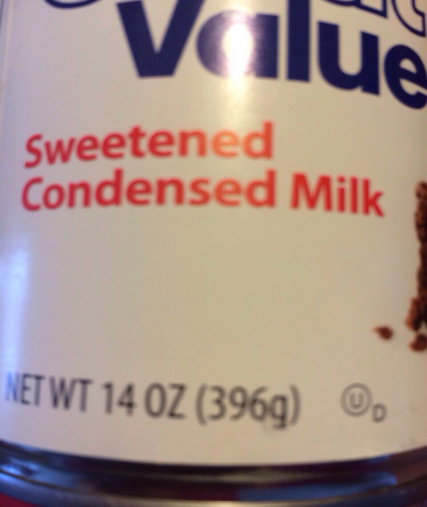 Value
Sweetened
Condensed Milk
NET WT 14 OZ (396g) U D